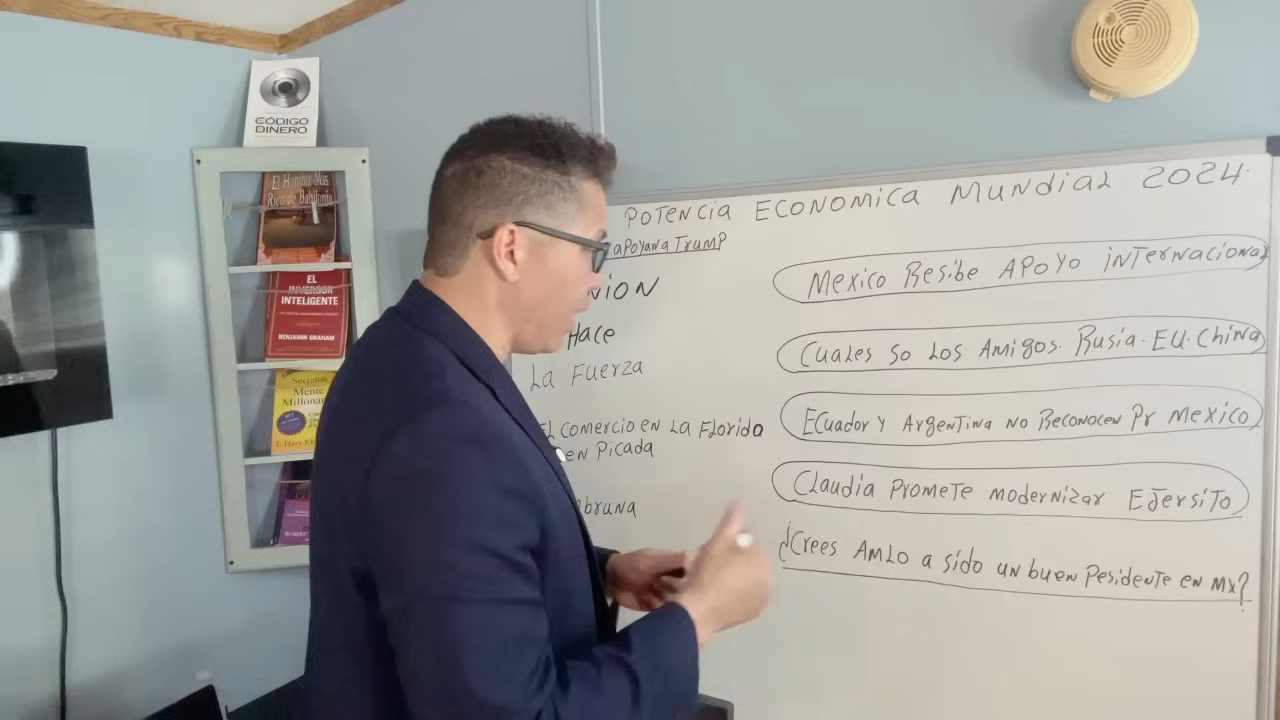 CÓDIGO
DINERO
El Hombre Más
Rico de Babilonia
EL
INVERSOR
INTELIGENTE
BENJAMIN GRAHAM
Secretos
Mente
POTENCIA ECONOMICA MUNDIAL 2024.
apoyan a Trump
Hace
La Fuerza
EL Comercio en La Florida
en Picada
Mexico Resibe APOYO internacional
Cuales so Los Amigos. Rusia. EU. China
Ecuador y Argentina no Reconocen Pr mexico
Claudia Promete modernizar Ejersito
¿Crees AMLO a sido un buen Pesidente en Mx?